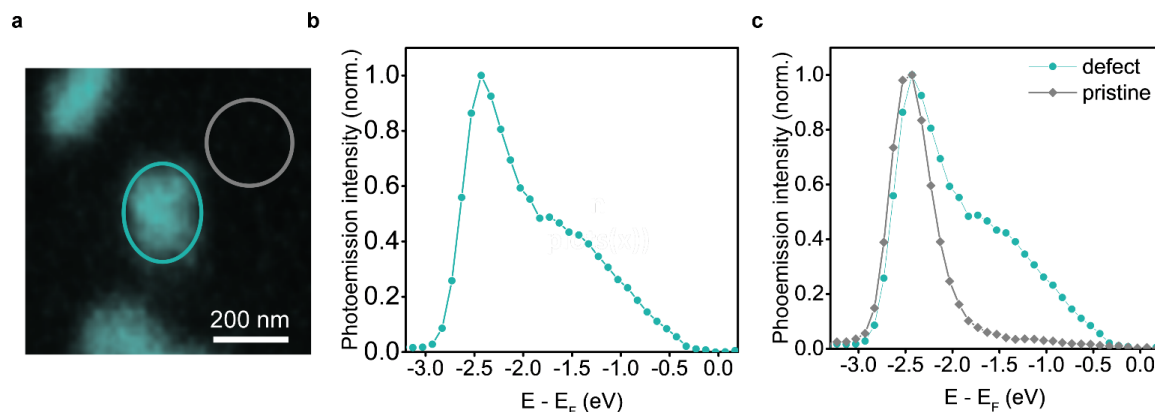 a
b
c
200 nm
Photoemission intensity (norm.)
1.0
0.8
0.6
0.4
0.2
0.0
-3.0 -2.5 -2.0 -1.5 -1.0 -0.5 0.0
E - EF (eV)
Phooemission intensity (norm.)
1.0
0.8
0.6
0.4
0.2
0.0
-3.0 -2.5 -2.0 -1.5 -1.0 -0.5 0.0
E - EF (eV)
defect
pristine